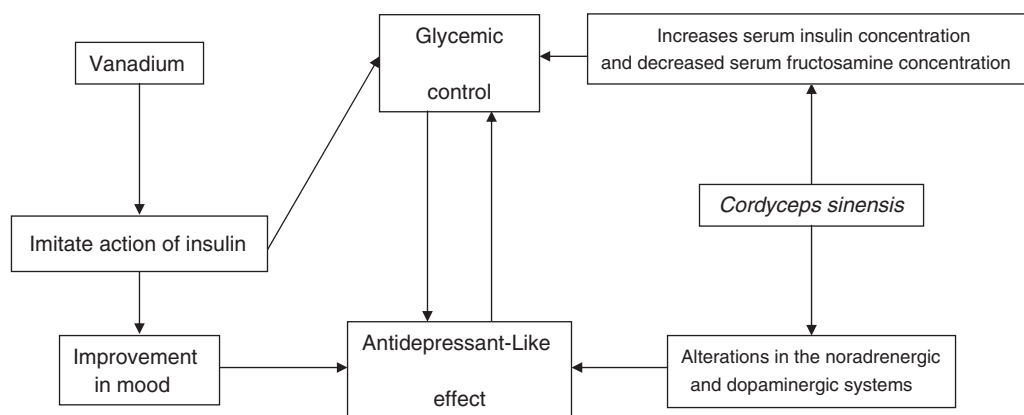 Vanadium
Imitate action of insulin
Improvement
in mood
Glycemic
control
Antidepressant-Like
effect
Increases serum insulin concentration
and decreased serum fructosamine concentration
Cordyceps sinensis
Alterations in the noradrenergic
and dopaminergic systems